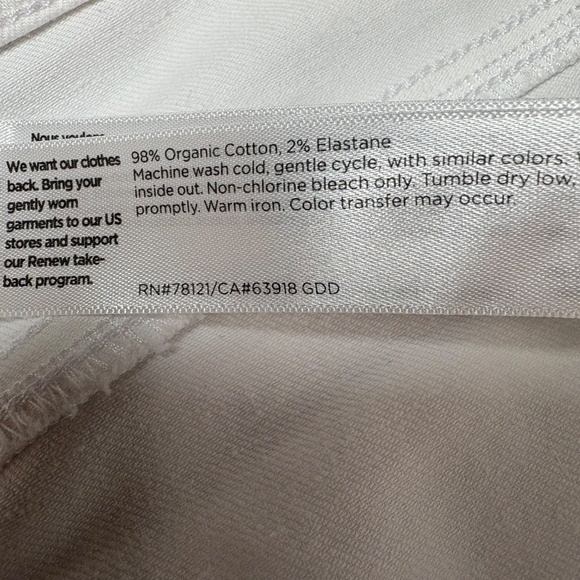 Nous voulons
We want our clothes
back. Bring your
gently worn
garments to our US
stores and support
our Renew take-
back program.
98% Organic Cotton, 2% Elastane
Machine wash cold, gentle cycle, with similar colors.
inside out. Non-chlorine bleach only. Tumble dry low,
promptly. Warm iron. Color transfer may occur.
RN#78121/CA#63918 GDD